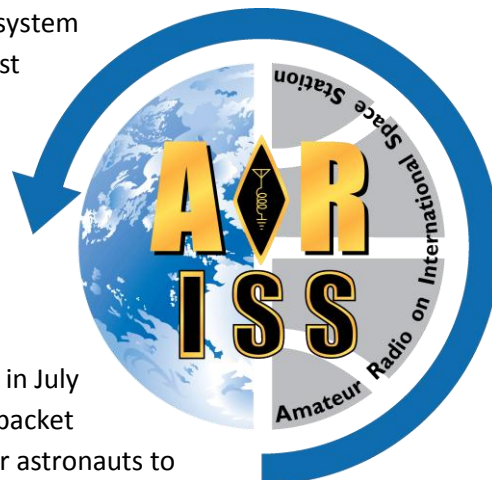 system
st
A R
ISS
Amateur Radio on International Space Station
in July
packet
r astronauts to